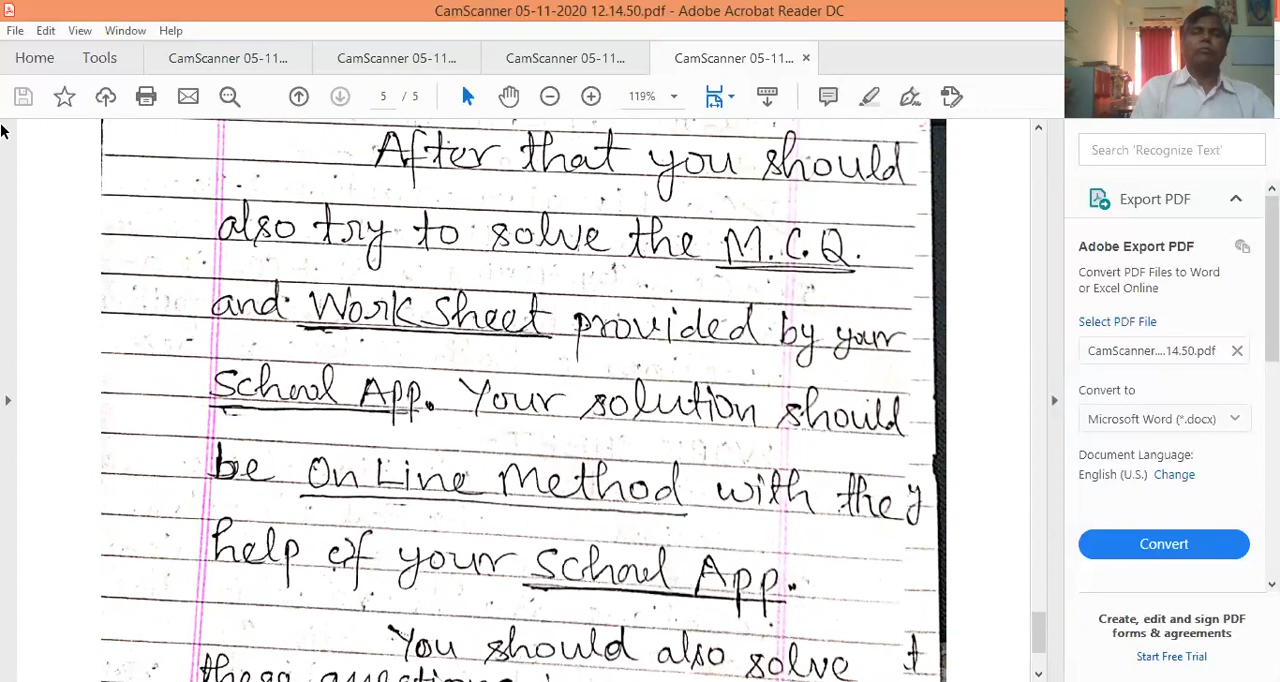 CamScanner 05-11-2020 12.14.50.pdf - Adobe Acrobat Reader DC
File Edit View Window Help
Home Tools CamScanner 05-11... CamScanner 05-11... CamScanner 05-11... CamScanner 05-11... ×
5 / 5 119%
After that you should
also try to solve the M.C.Q.
and Work Sheet provided by your
School App. Your solution should
be On Line Method with the
help of your School App.
You should also solve
these questions
Search 'Recognize Text'
Export PDF
Adobe Export PDF
Convert PDF Files to Word
or Excel Online
Select PDF File
CamScanner....14.50.pdf
Convert to
Microsoft Word (*.docx)
Document Language:
English (U.S.) Change
Convert
Create, edit and sign PDF
forms & agreements
Start Free Trial